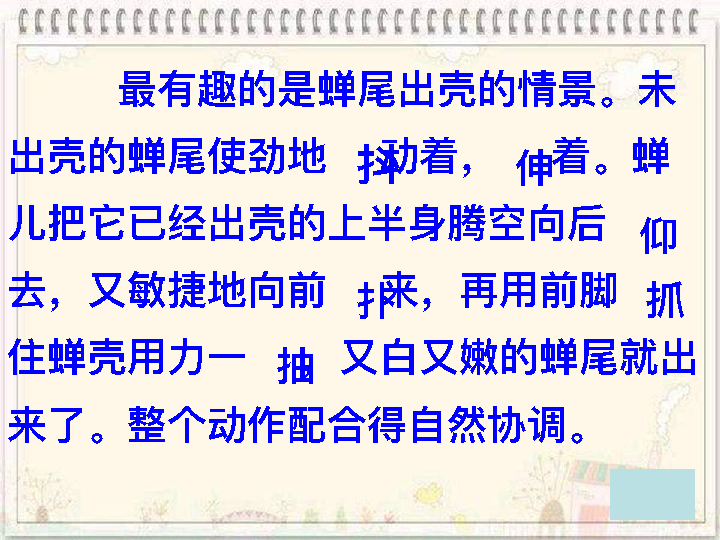 最有趣的是蝉尾出壳的情景。未
出壳的蝉尾使劲地抖动着，伸着。蝉
儿把它已经出壳的上半身腾空向后仰
去，又敏捷地向前扑来，再用前脚抓
住蝉壳用力一抽 又白又嫩的蝉尾就出
来了。整个动作配合得自然协调。